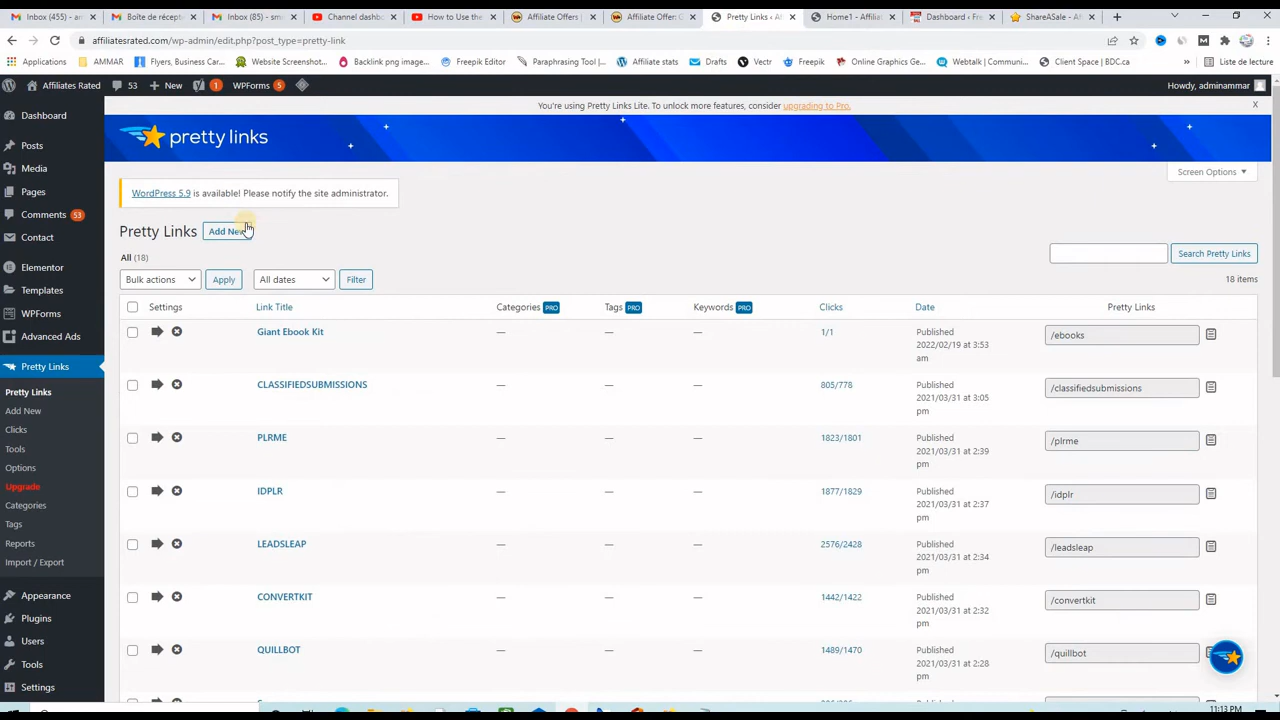 Inbox (455) - an
Boîte de récept
Inbox (85) - sm
Channel dashb
How to Use the
Affiliate Offers |
Affiliate Offer: G
Pretty Links ‹ A
Home1 - Affilia
Dashboard ‹ Fre
ShareASale - Af
affiliatesrated.com/wp-admin/edit.php?post_type=pretty-link
Applications
AMMAR
Flyers, Business Car...
Website Screenshot...
Backlink png image...
Freepik Editor
Paraphrasing Tool |...
Affiliate stats
Drafts
Vectr
Freepik
Online Graphics Ge...
Webtalk | Communi...
Client Space | BDC.ca
Liste de lecture
Affiliates Rated
53
New
1
WPForms 5
Howdy, adminammar
You're using Pretty Links Lite. To unlock more features, consider upgrading to Pro.
X
pretty links
Screen Options
WordPress 5.9 is available! Please notify the site administrator.
Pretty Links
Add New
All (18)
Search Pretty Links
Bulk actions
Apply
All dates
Filter
18 items
Settings
Link Title
Categories PRO
Tags PRO
Keywords PRO
Clicks
Date
Pretty Links
Giant Ebook Kit
—
—
—
1/1
Published
2022/02/19 at 3:53
am
/ebooks
CLASSIFIEDSUBMISSIONS
—
—
—
805/778
Published
2021/03/31 at 3:05
pm
/classifiedsubmissions
PLRME
—
—
—
1823/1801
Published
2021/03/31 at 2:39
pm
/plrme
IDPLR
—
—
—
1877/1829
Published
2021/03/31 at 2:37
pm
/idplr
LEADSLEAP
—
—
—
2576/2428
Published
2021/03/31 at 2:34
pm
/leadsleap
CONVERTKIT
—
—
—
1442/1422
Published
2021/03/31 at 2:32
pm
/convertkit
QUILLBOT
—
—
—
1489/1470
Published
2021/03/31 at 2:28
pm
/quillbot
Dashboard
Posts
Media
Pages
Comments 53
Contact
Elementor
Templates
WPForms
Advanced Ads
Pretty Links
Pretty Links
Add New
Clicks
Tools
Options
Upgrade
Categories
Tags
Reports
Import / Export
Appearance
Plugins
Users
Tools
Settings
11:13 PM